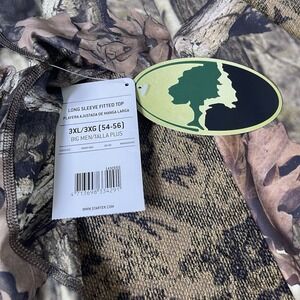 LONG SLEEVE FITTED TOP
PLAYERA AJUSTADA DE MANGA LARGA
3XL/3XG (54-56)
BIG MEN/TALLA PLUS
WWW.STARTER.COM